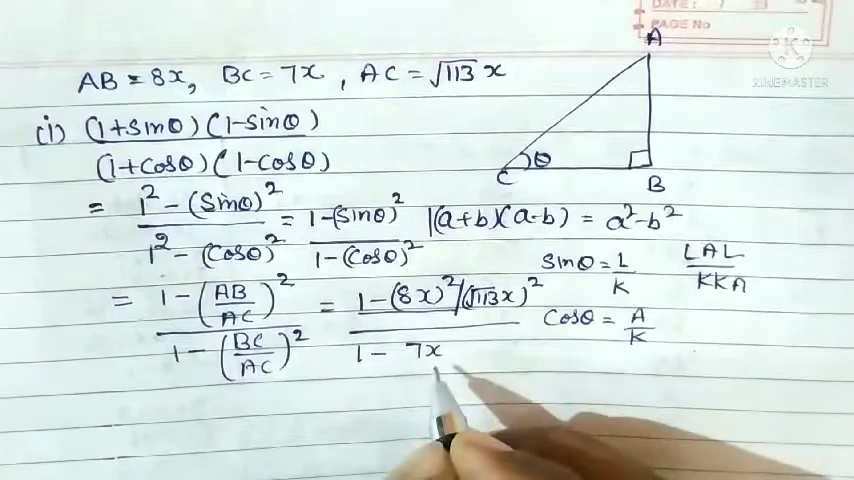 DATE:
PAGE No
KINEMASTER
AB = 8x, BC = 7x, AC = √113 x
A
(i) (1+sinθ)(1-sinθ)
(1+cosθ)(1-cosθ)
θ
C
B
= 1² - (sinθ)² / 1² - (cosθ)² = 1-(sinθ)² / 1-(cosθ)² |(a+b)(a-b) = a²-b²
sinθ = L/K LAL/KKA
= 1 - (AB/AC)² / 1 - (BC/AC)² = 1-(8x)²/(√113x)² / 1 - 7x
cosθ = A/K